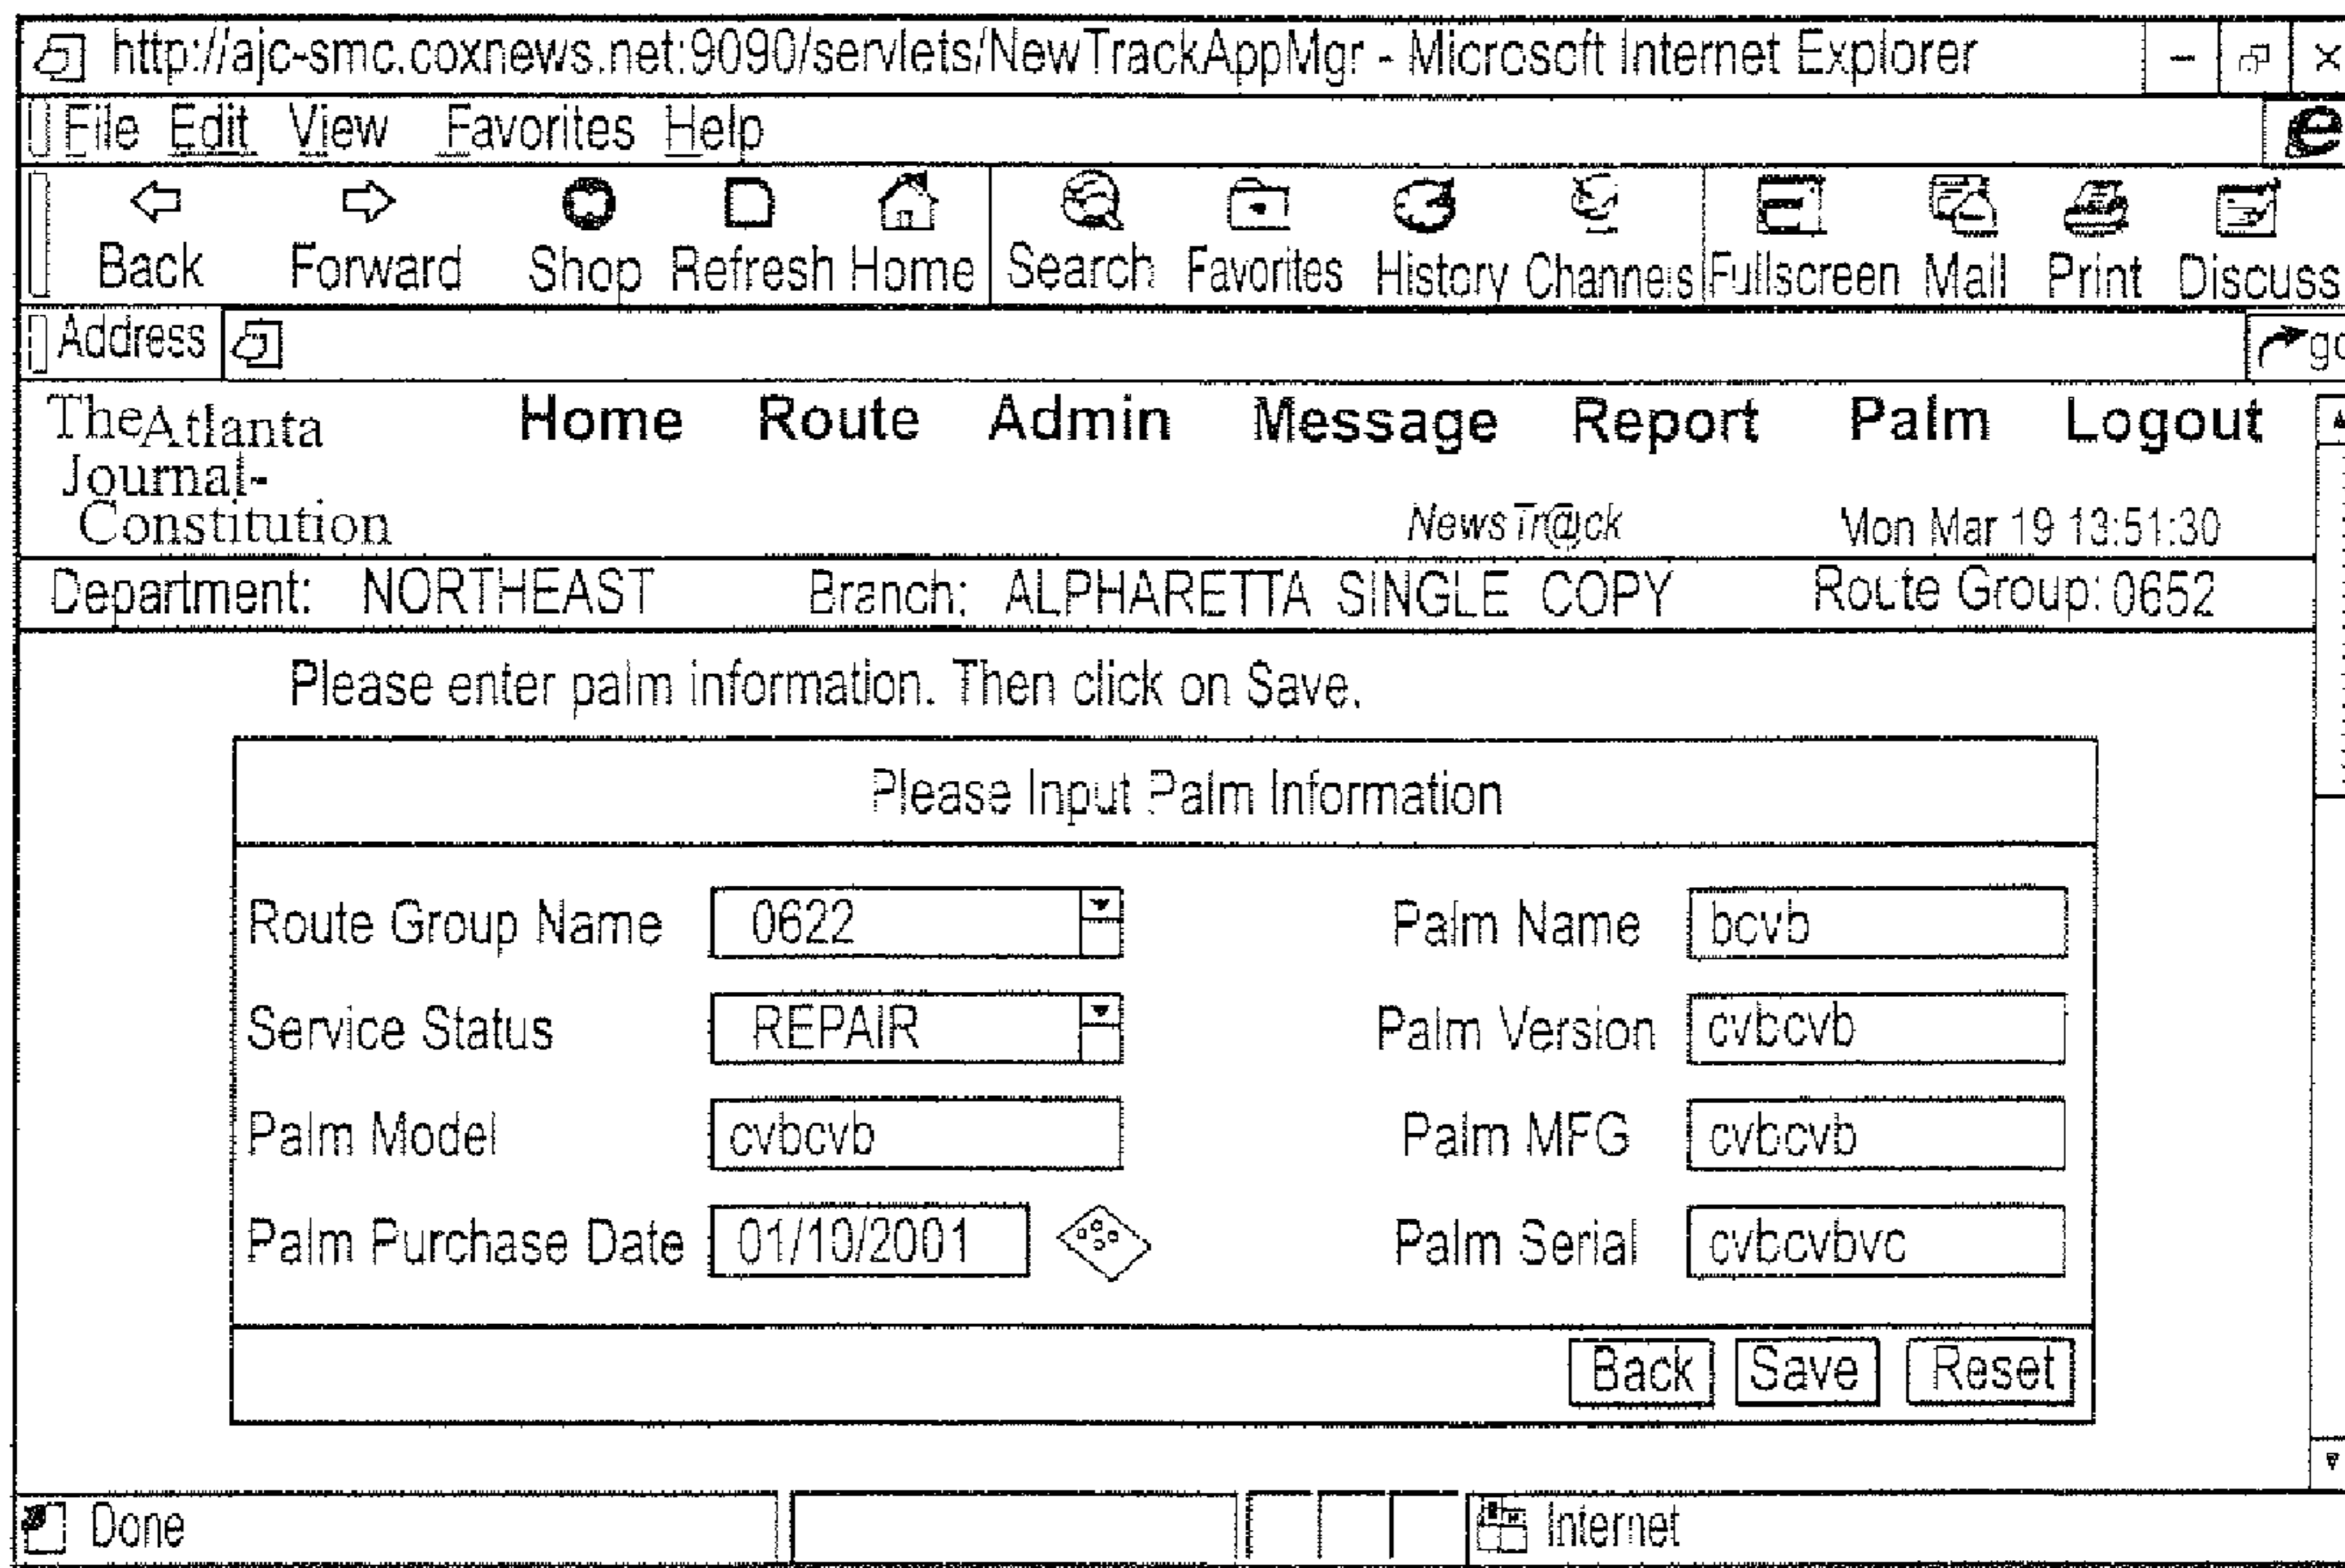 http://ajc-smc.coxnews.net:9090/servlets/NewTrackAppMgr - Microsoft Internet Explorer
File Edit View Favorites Help
Back Forward Shop Refresh Home Search Favorites History Channels Fullscreen Mail Print Discuss
Address go
The Atlanta
Journal-
Constitution
Home Route Admin Message Report Palm Logout
NewsTr@ck Mon Mar 19 13:51:30
Department: NORTHEAST Branch: ALPHARETTA SINGLE COPY Route Group: 0652
Please enter palm information. Then click on Save.
Please Input Palm Information
Route Group Name 0622 Palm Name bcvb
Service Status REPAIR Palm Version cvbcvb
Palm Model cvbcvb Palm MFG cvbcvb
Palm Purchase Date 01/10/2001 Palm Serial cvbcvbvc
Back Save Reset
Done Internet